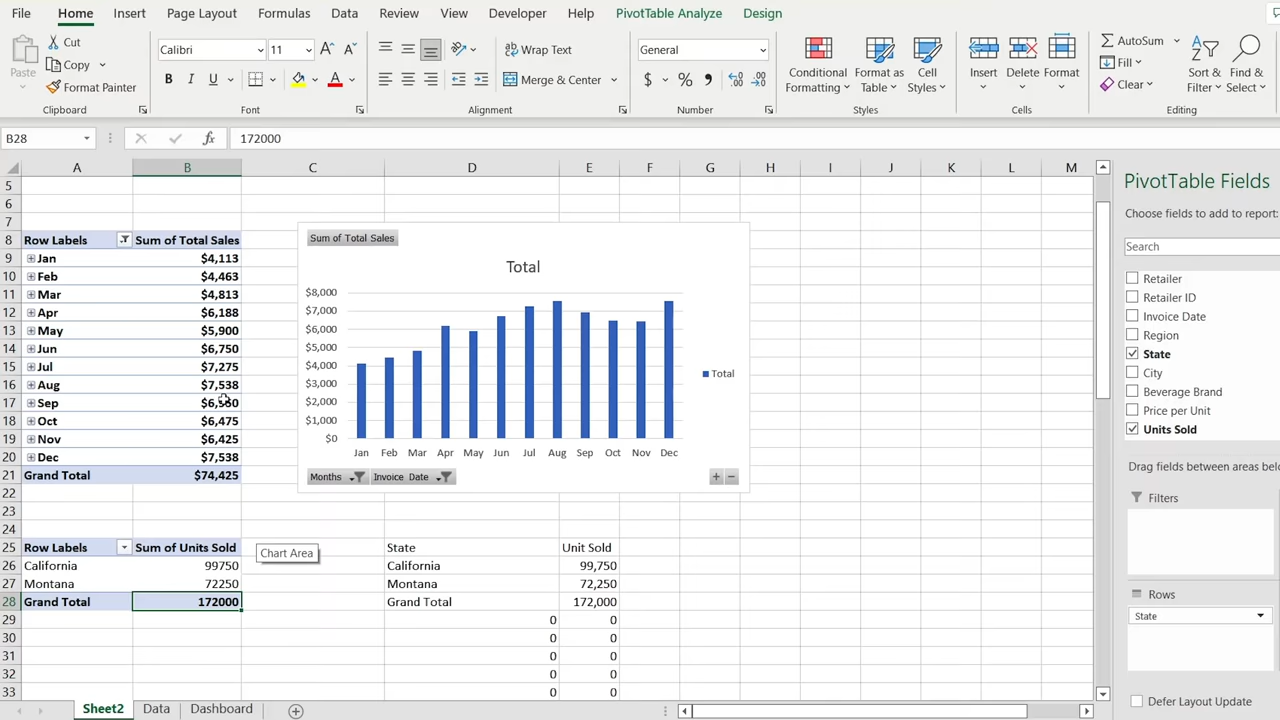 File Home Insert Page Layout Formulas Data Review View Developer Help PivotTable Analyze Design
Paste Cut Copy Format Painter
Calibri 11 A A Wrap Text General
B I U A Merge & Center $ % ,
Conditional Formatting Format as Table Cell Styles Insert Delete Format
AutoSum Fill Clear Sort & Filter Find & Select
Clipboard Font Alignment Number Styles Cells Editing
B28 fx 172000
A B C D E F G H I J K L M
5
6
7
8 Row Labels Sum of Total Sales
9 Jan $4,113
10 Feb $4,463
11 Mar $4,813
12 Apr $6,188
13 May $5,900
14 Jun $6,750
15 Jul $7,275
16 Aug $7,538
17 Sep
18 Oct $6,475
19 Nov $6,425
20 Dec $7,538
21 Grand Total $74,425
22
23
24
25 Row Labels Sum of Units Sold State Unit Sold
26 California 99750 California 99,750
27 Montana 72250 Montana 72,250
28 Grand Total 172000 Grand Total 172,000
29 0 0
30 0 0
31 0 0
32 0 0
33 0 0
Sum of Total Sales
Total
$8,000
$7,000
$6,000
$5,000
$4,000
$3,000
$2,000
$1,000
$0
Jan Feb Mar Apr May Jun Jul Aug Sep Oct Nov Dec
Total
Months Invoice Date + −
Chart Area
PivotTable Fields
Choose fields to add to report:
Search
Retailer
Retailer ID
Invoice Date
Region
State
City
Beverage Brand
Price per Unit
Units Sold
Drag fields between areas below
Filters
Rows
State
Defer Layout Update
Sheet2 Data Dashboard